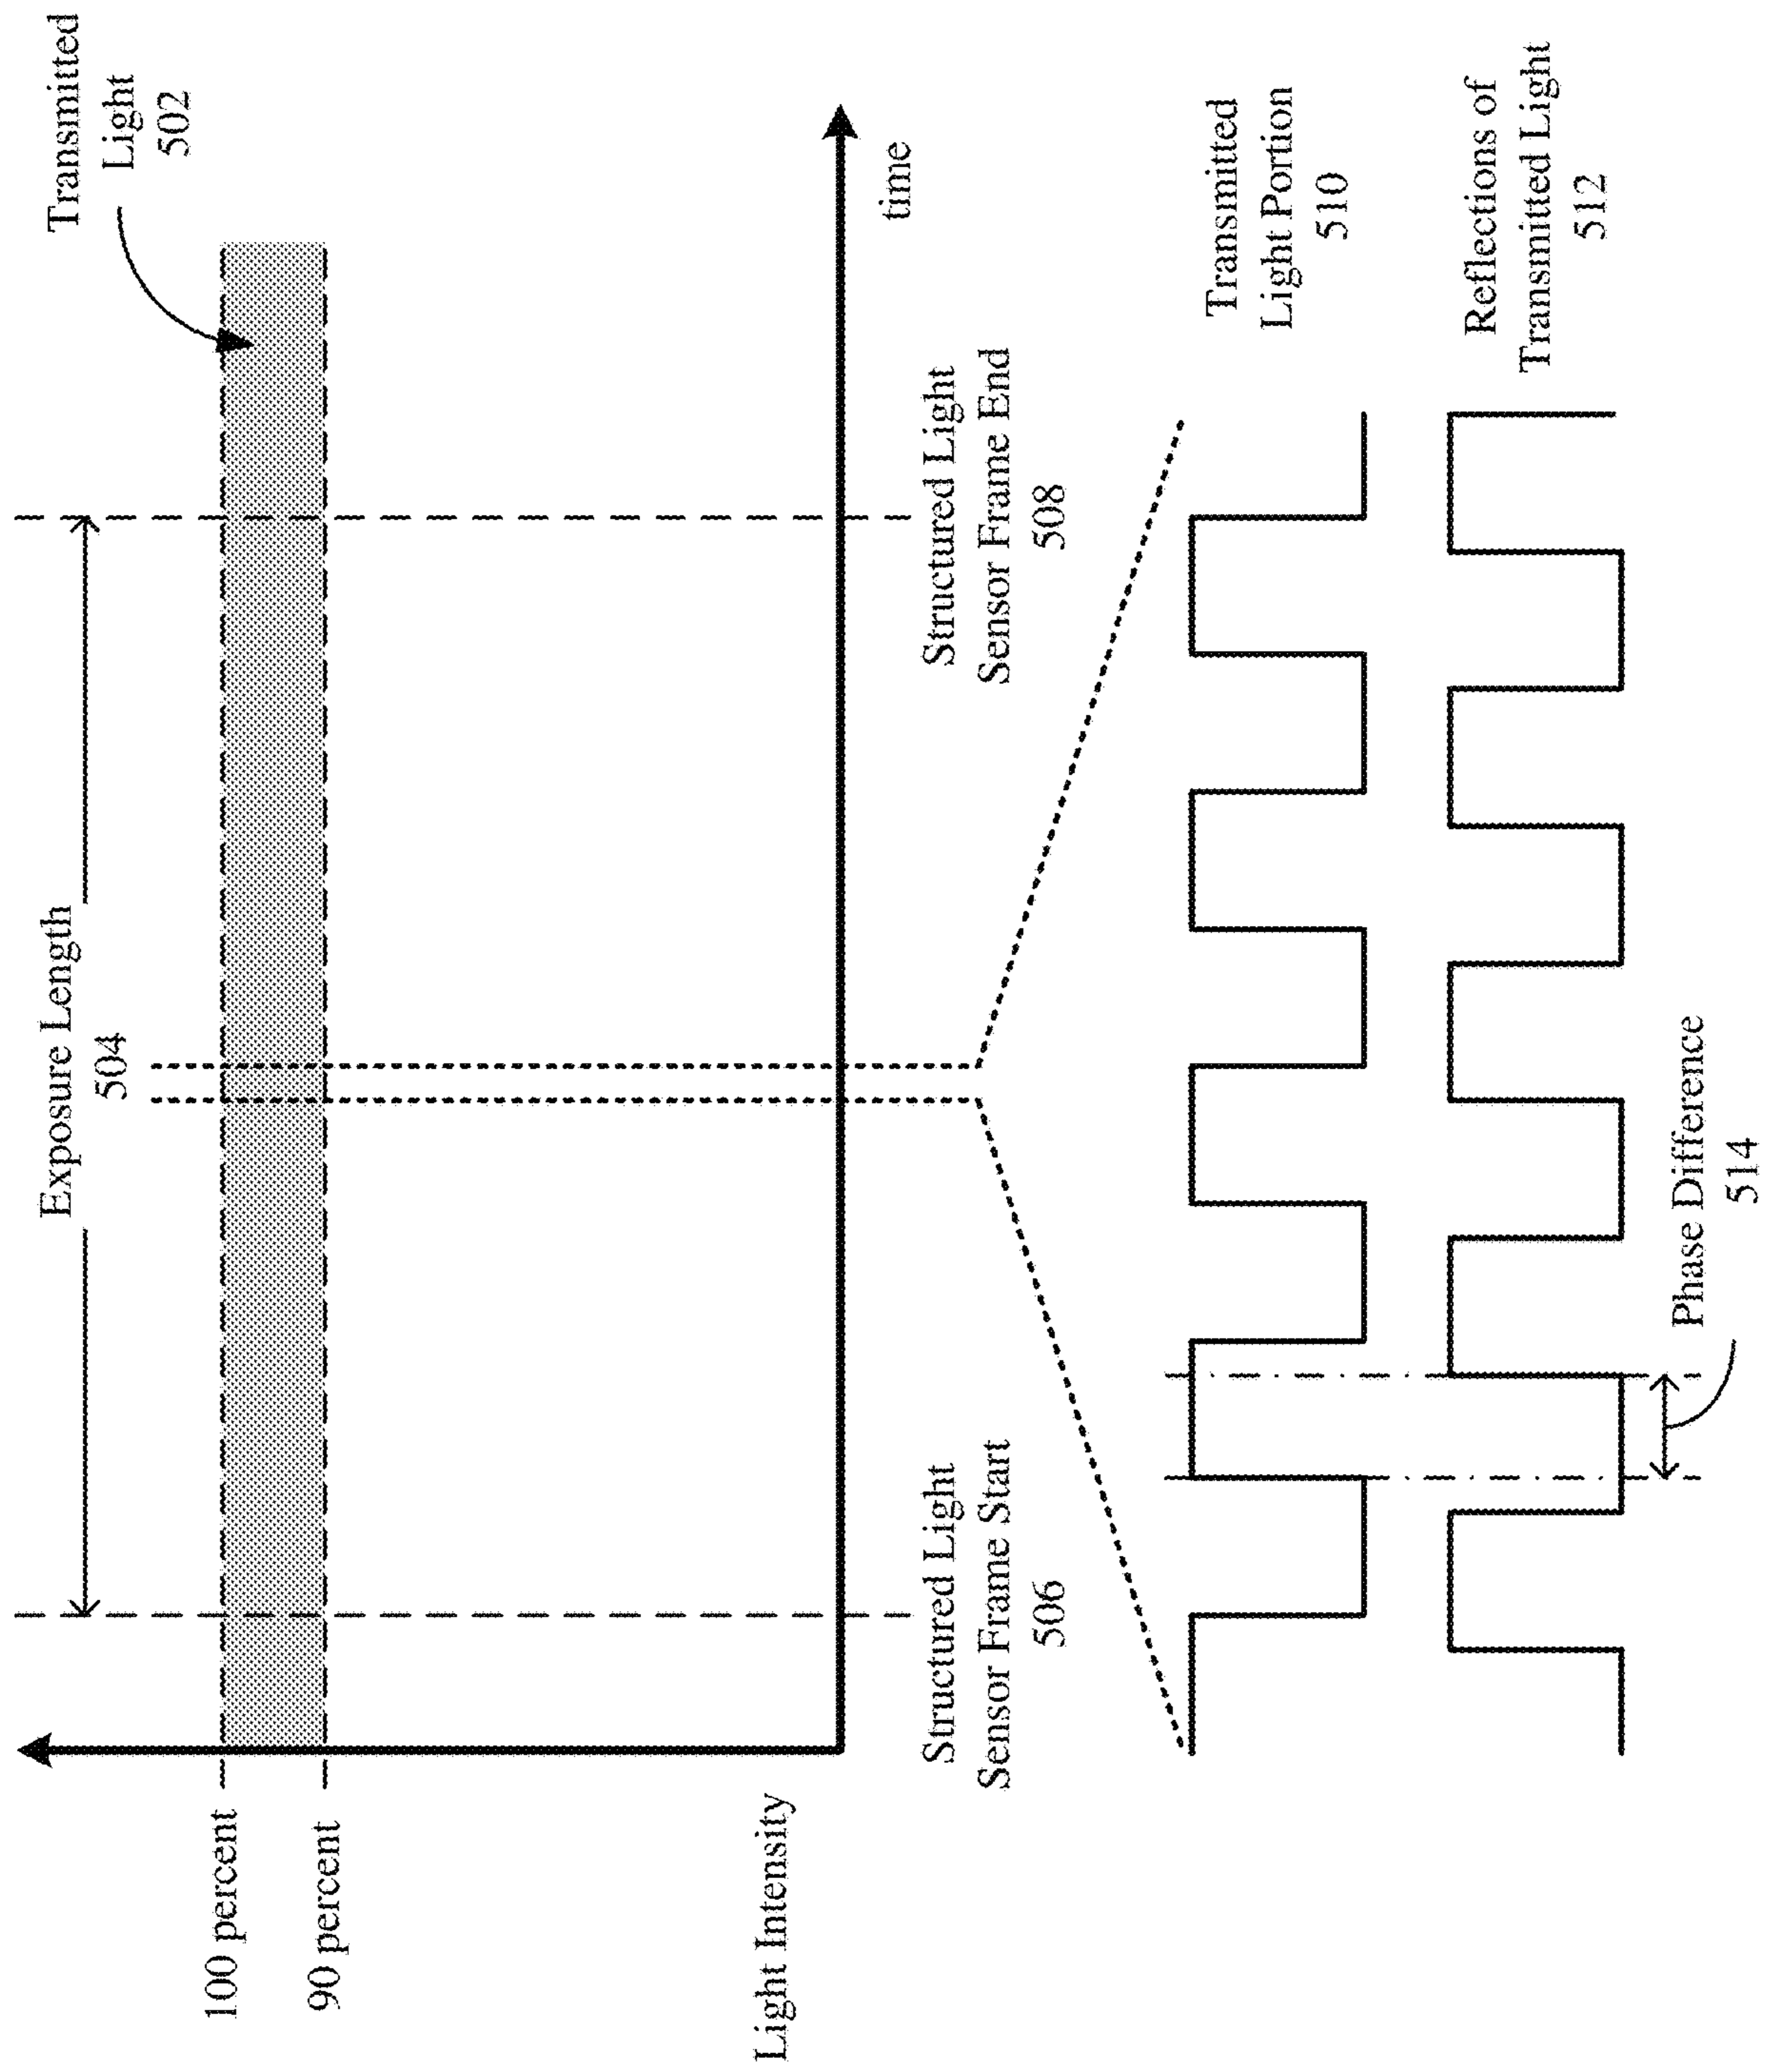 Exposure Length
504
Transmitted
Light
502
100 percent
90 percent
Light Intensity
time
Structured Light
Sensor Frame Start
506
Structured Light
Sensor Frame End
508
Transmitted
Light Portion
510
Reflections of
Transmitted Light
512
Phase Difference
514